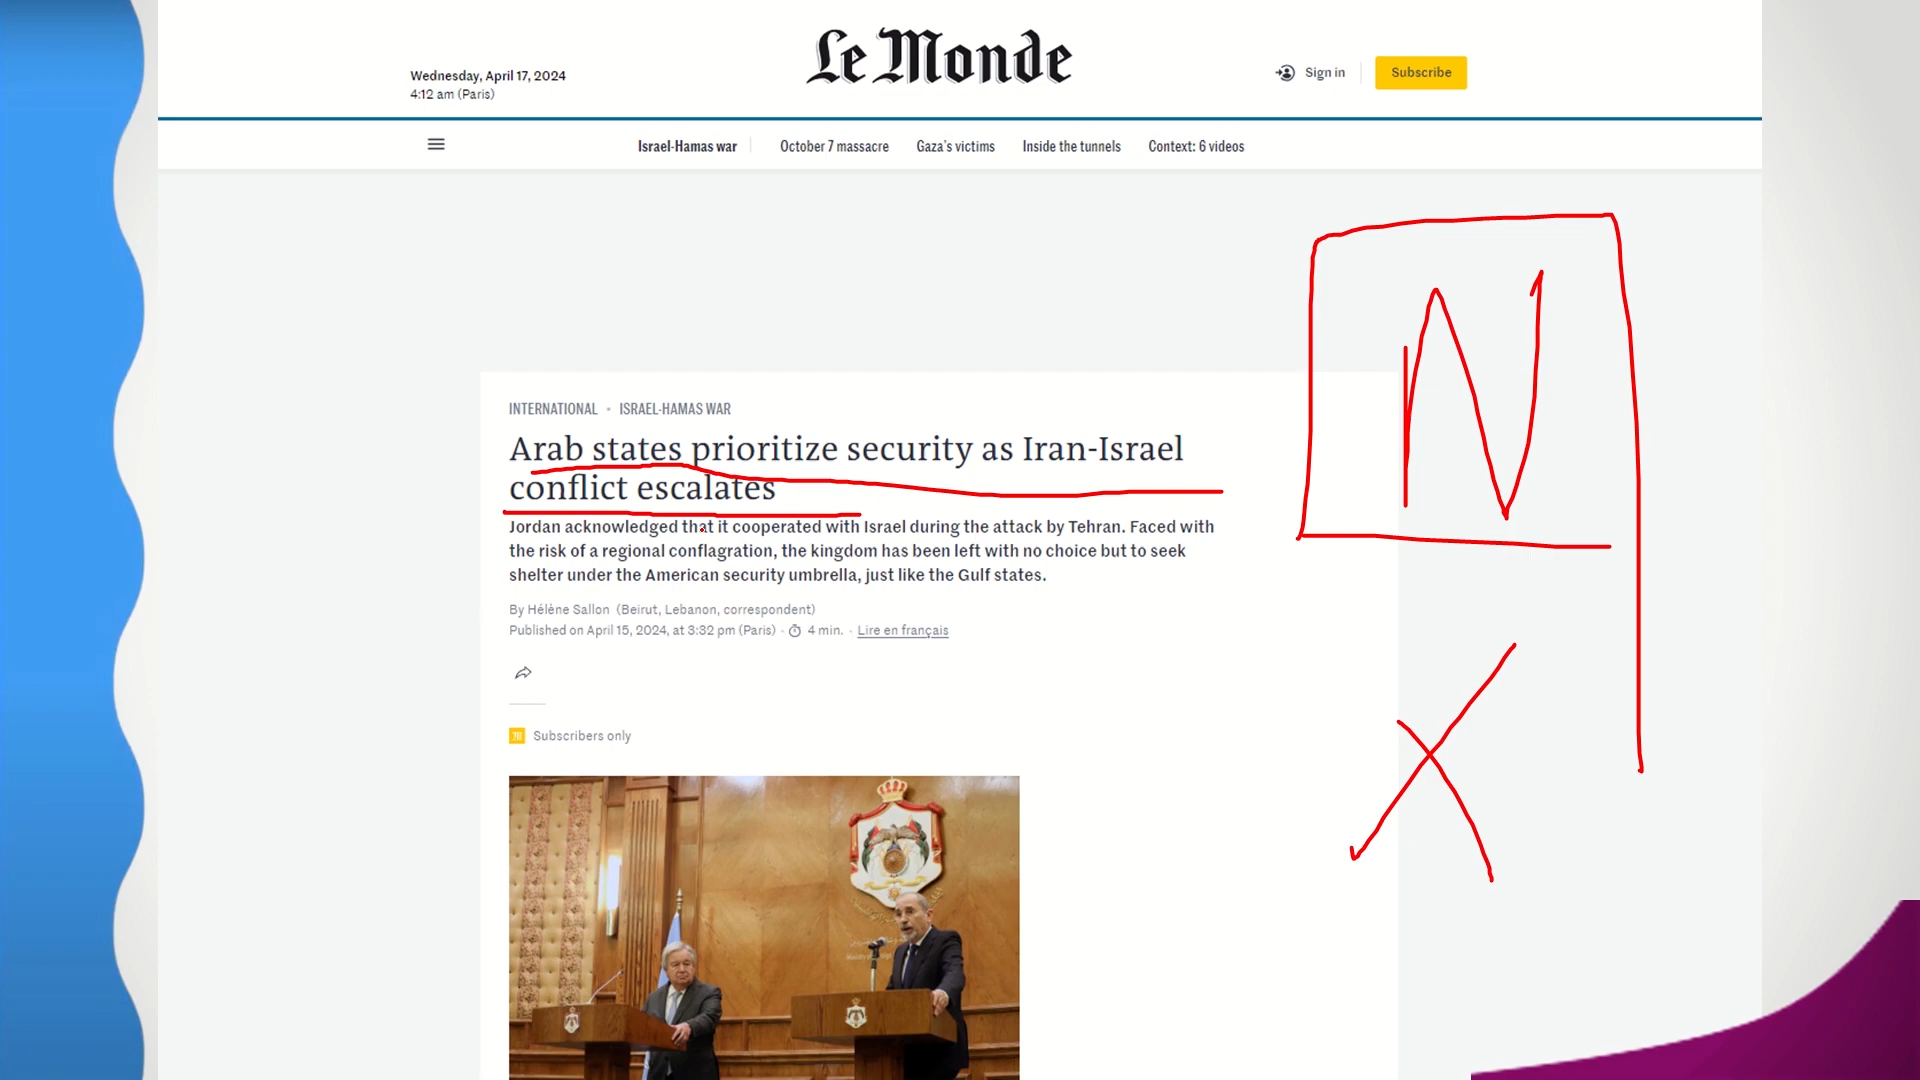 Le Monde
Wednesday, April 17, 2024
4:12 am (Paris)
Sign in
Subscribe
Israel-Hamas war
October 7 massacre
Gaza's victims
Inside the tunnels
Context: 6 videos
N
INTERNATIONAL • ISRAEL-HAMAS WAR
Arab states prioritize security as Iran-Israel
conflict escalates
Jordan acknowledged that it cooperated with Israel during the attack by Tehran. Faced with
the risk of a regional conflagration, the kingdom has been left with no choice but to seek
shelter under the American security umbrella, just like the Gulf states.
By Hélène Sallon (Beirut, Lebanon, correspondent)
Published on April 15, 2024, at 3:32 pm (Paris) · 4 min. · Lire en français
X
Subscribers only